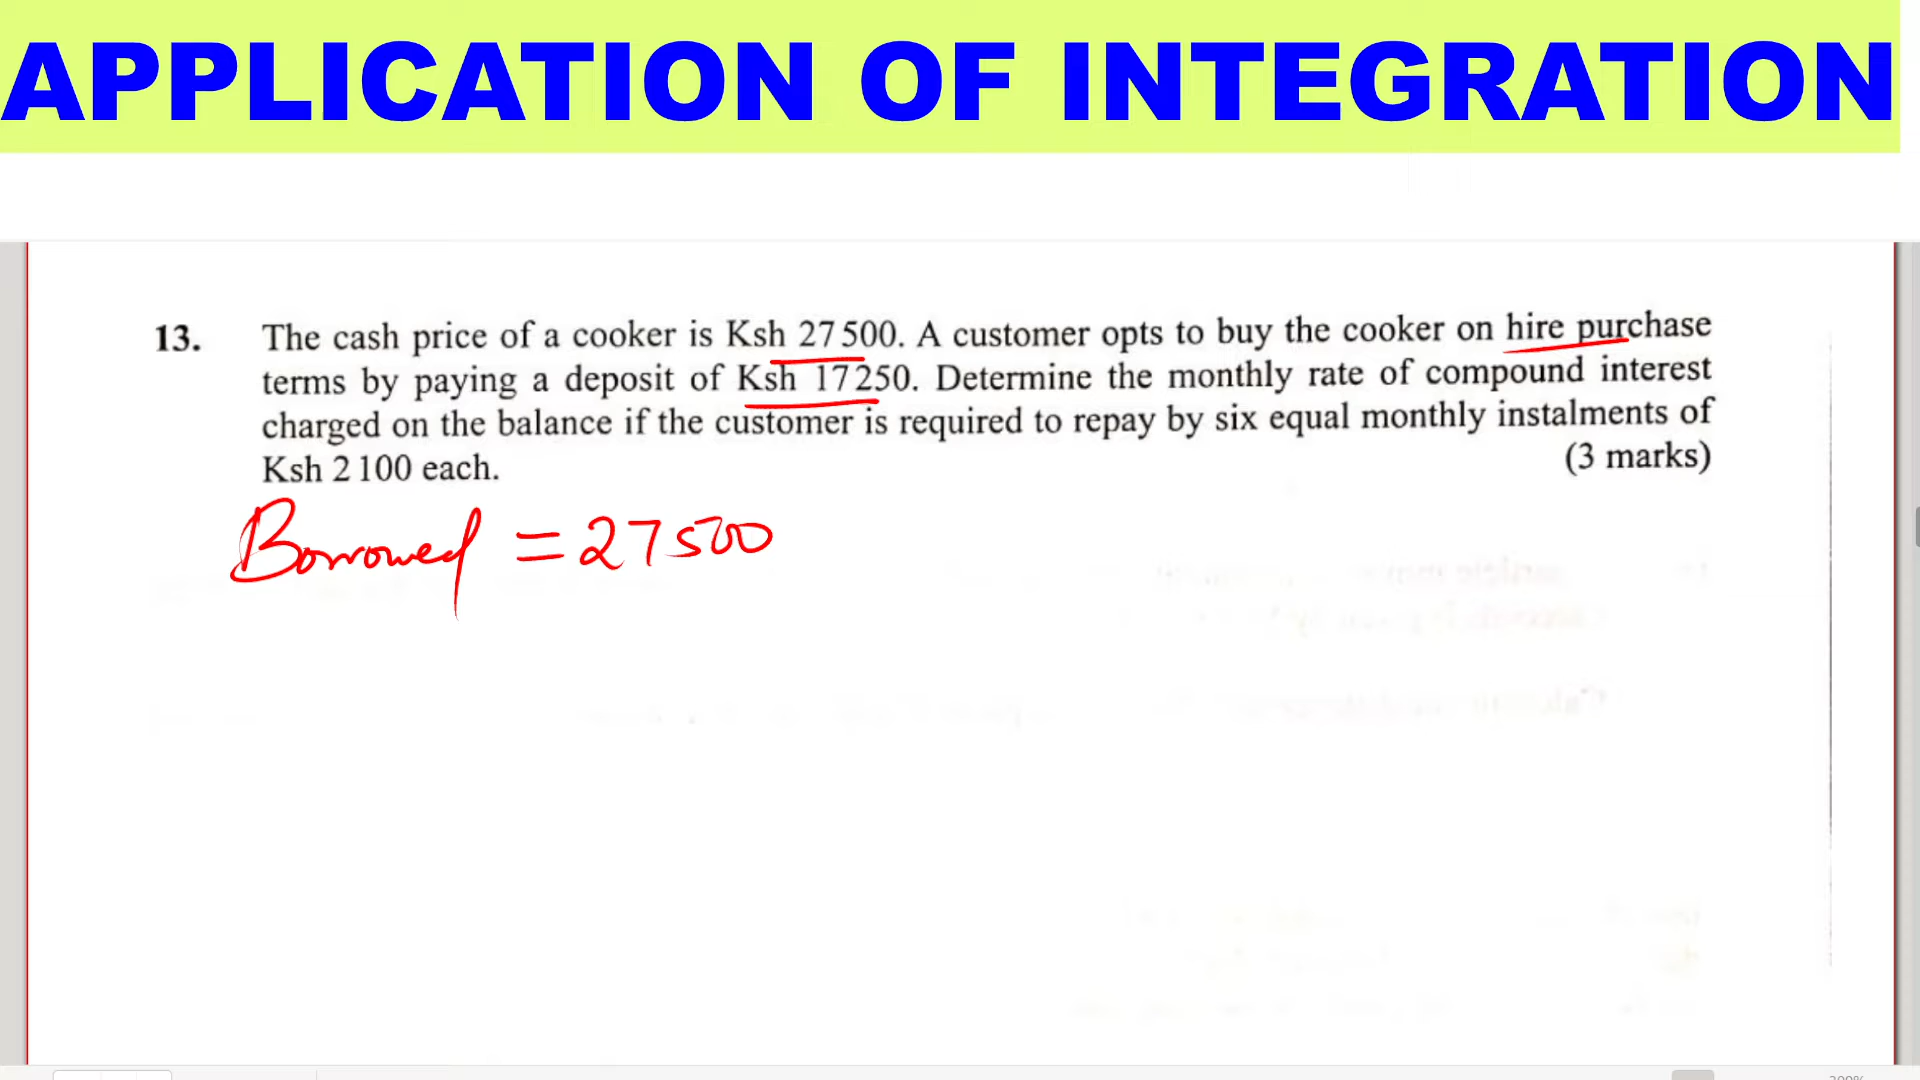 APPLICATION OF INTEGRATION
13. The cash price of a cooker is Ksh 27 500. A customer opts to buy the cooker on hire purchase
terms by paying a deposit of Ksh 17 250. Determine the monthly rate of compound interest
charged on the balance if the customer is required to repay by six equal monthly instalments of
Ksh 2 100 each. (3 marks)
Borrowed = 27500